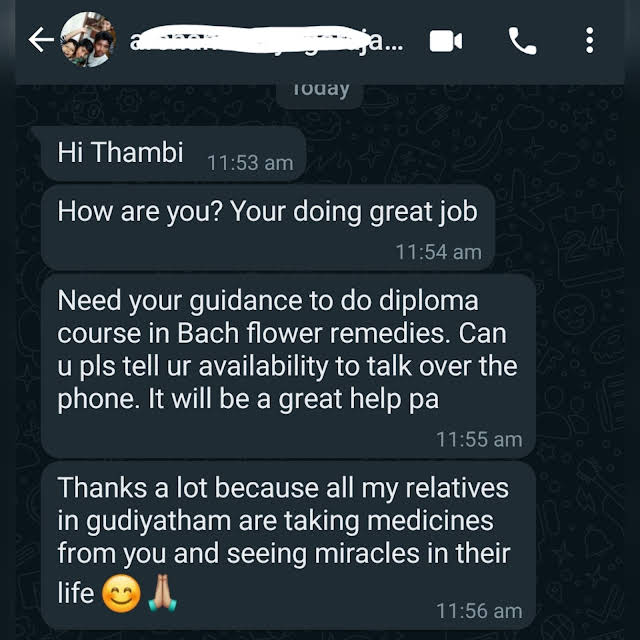 Today
Hi Thambi
11:53 am
How are you? Your doing great job
11:54 am
Need your guidance to do diploma
course in Bach flower remedies. Can
u pls tell ur availability to talk over the
phone. It will be a great help pa
11:55 am
Thanks a lot because all my relatives
in gudiyatham are taking medicines
from you and seeing miracles in their
life 😊🙏🏼
11:56 am